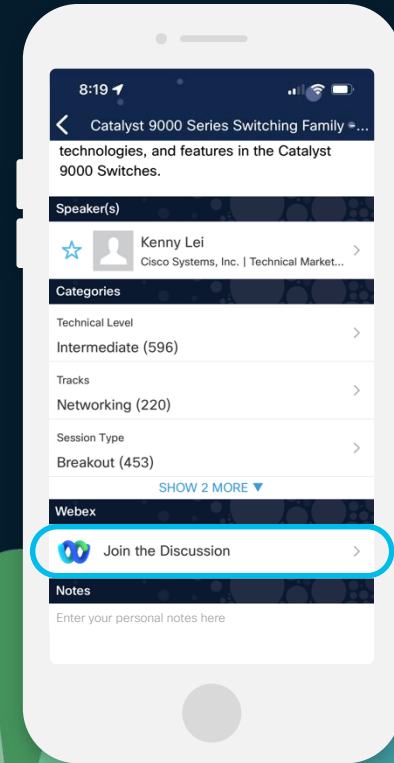 8:19
Catalyst 9000 Series Switching Family -...
technologies, and features in the Catalyst
9000 Switches.
Speaker(s)
Kenny Lei
Cisco Systems, Inc. | Technical Market...
Categories
Technical Level
Intermediate (596)
Tracks
Networking (220)
Session Type
Breakout (453)
SHOW 2 MORE ▼
Webex
Join the Discussion
Notes
Enter your personal notes here